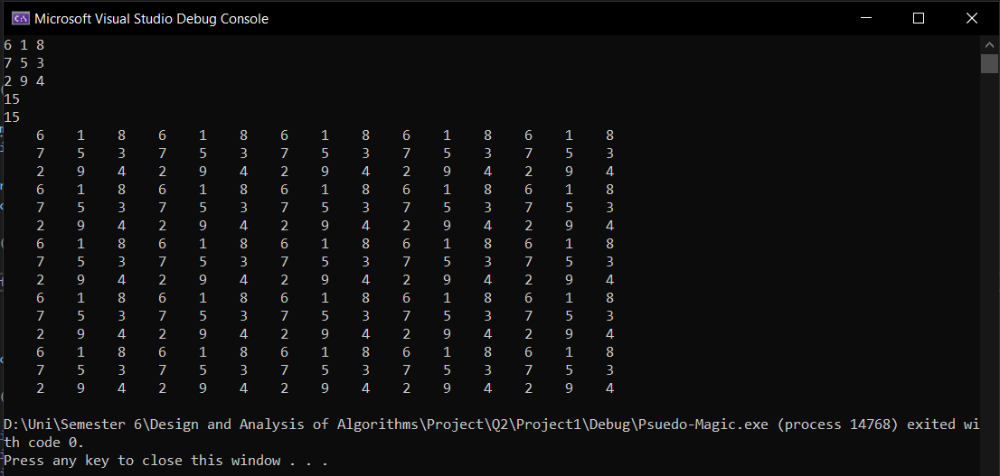 Microsoft Visual Studio Debug Console
6 1 8
7 5 3
2 9 4
15
15
6 1 8 6 1 8 6 1 8 6 1 8 6 1 8
7 5 3 7 5 3 7 5 3 7 5 3 7 5 3
2 9 4 2 9 4 2 9 4 2 9 4 2 9 4
6 1 8 6 1 8 6 1 8 6 1 8 6 1 8
7 5 3 7 5 3 7 5 3 7 5 3 7 5 3
2 9 4 2 9 4 2 9 4 2 9 4 2 9 4
6 1 8 6 1 8 6 1 8 6 1 8 6 1 8
7 5 3 7 5 3 7 5 3 7 5 3 7 5 3
2 9 4 2 9 4 2 9 4 2 9 4 2 9 4
6 1 8 6 1 8 6 1 8 6 1 8 6 1 8
7 5 3 7 5 3 7 5 3 7 5 3 7 5 3
2 9 4 2 9 4 2 9 4 2 9 4 2 9 4
6 1 8 6 1 8 6 1 8 6 1 8 6 1 8
7 5 3 7 5 3 7 5 3 7 5 3 7 5 3
2 9 4 2 9 4 2 9 4 2 9 4 2 9 4
D:\Uni\Semester 6\Design and Analysis of Algorithms\Project\Q2\Project1\Debug\Psuedo-Magic.exe (process 14768) exited wi
th code 0.
Press any key to close this window . . .